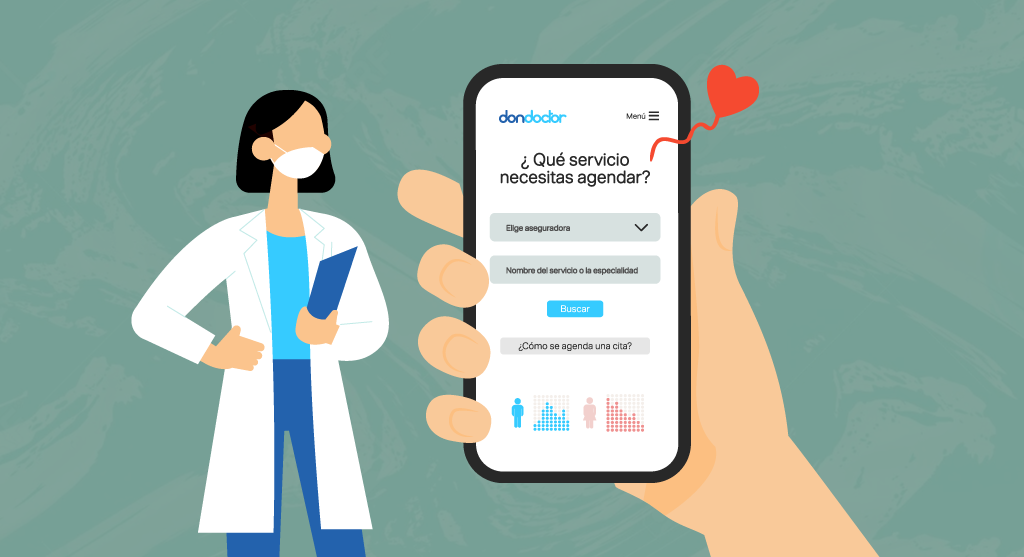 dondoctor
Menú
¿ Qué servicio
necesitas agendar?
Elige aseguradora
Nombre del servicio o la especialidad
Buscar
¿Cómo se agenda una cita?